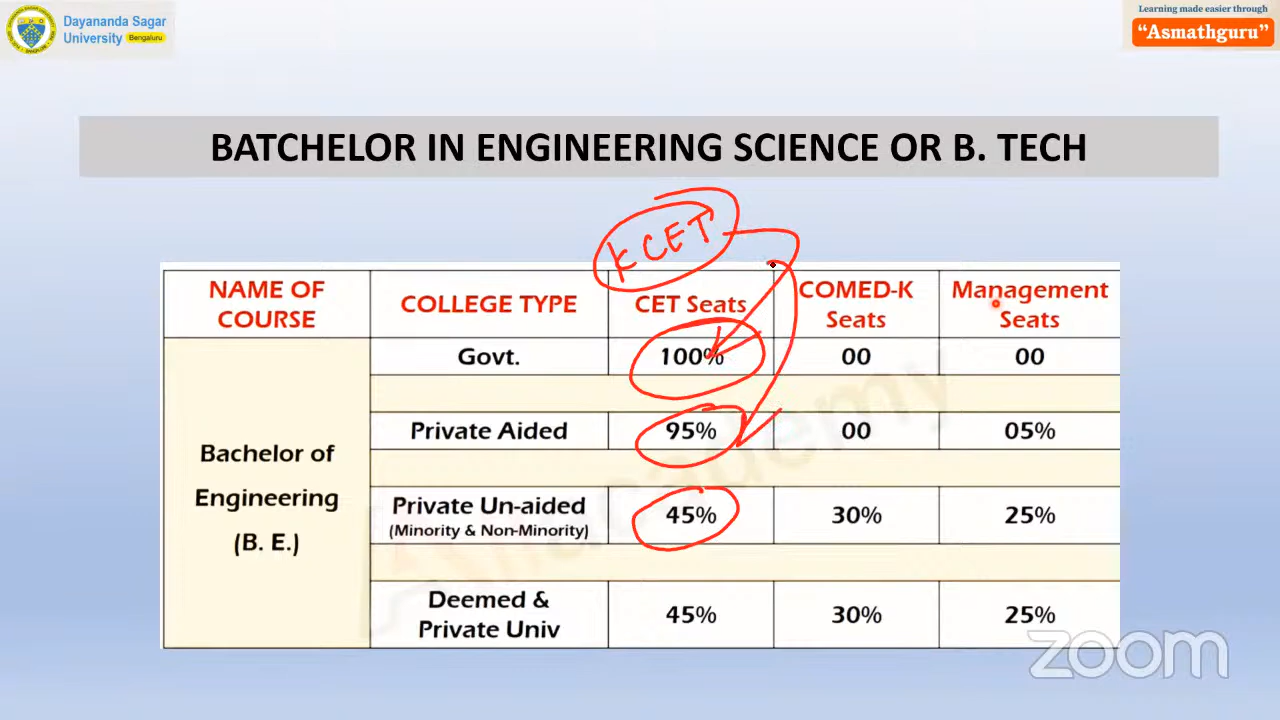 Dayananda Sagar
University Bengaluru
Learning made easier through
"Asmathguru"
BATCHELOR IN ENGINEERING SCIENCE OR B. TECH
KCET
NAME OF COURSE COLLEGE TYPE CET Seats COMED-K Seats Management Seats
Govt. 100% 00 00
Private Aided 95% 00 05%
Bachelor of
Engineering
(B. E.)
Private Un-aided 45% 30% 25%
(Minority & Non-Minority)
Deemed &
Private Univ 45% 30% 25%
zoom